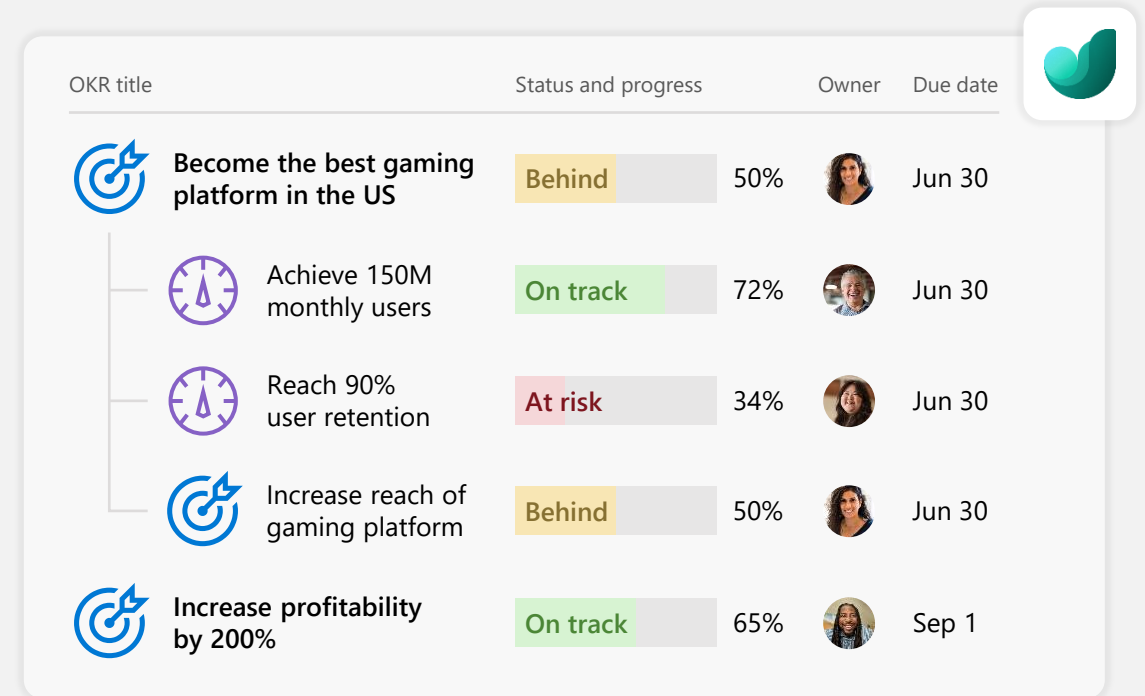 OKR title Status and progress Owner Due date
Become the best gaming
platform in the US
Behind 50% Jun 30
Achieve 150M
monthly users
On track 72% Jun 30
Reach 90%
user retention
At risk 34% Jun 30
Increase reach of
gaming platform
Behind 50% Jun 30
Increase profitability
by 200%
On track 65% Sep 1